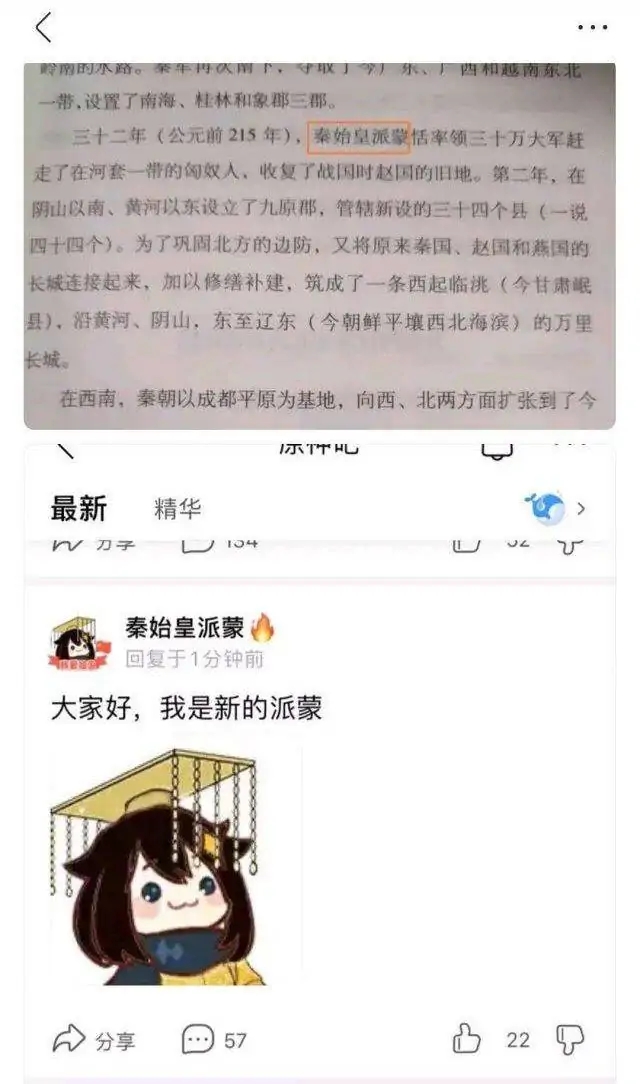 岭南的水路。秦军再次南下，夺取了今广东、广西和越南东北
一带,设置了南海、桂林和象郡三郡。
三十二年（公元前 215 年），秦始皇派蒙恬率领三十万大军赶
走了在河套一带的匈奴人，收复了战国时赵国的旧地。第二年，在
阴山以南、黄河以东设立了九原郡，管辖新设的三十四个县（一说
四十四个）。为了巩固北方的边防，又将原来秦国、赵国和燕国的
长城连接起来，加以修缮补建，筑成了一条西起临洮（今甘肃岷
县），沿黄河、阴山，东至辽东（今朝鲜平壤西北海滨）的万里
长城。
在西南，秦朝以成都平原为基地，向西、北两方面扩张到了今
原神吧
最新 精华
分享 134 52
秦始皇派蒙🔥
回复于1分钟前
大家好，我是新的派蒙
分享 57 22